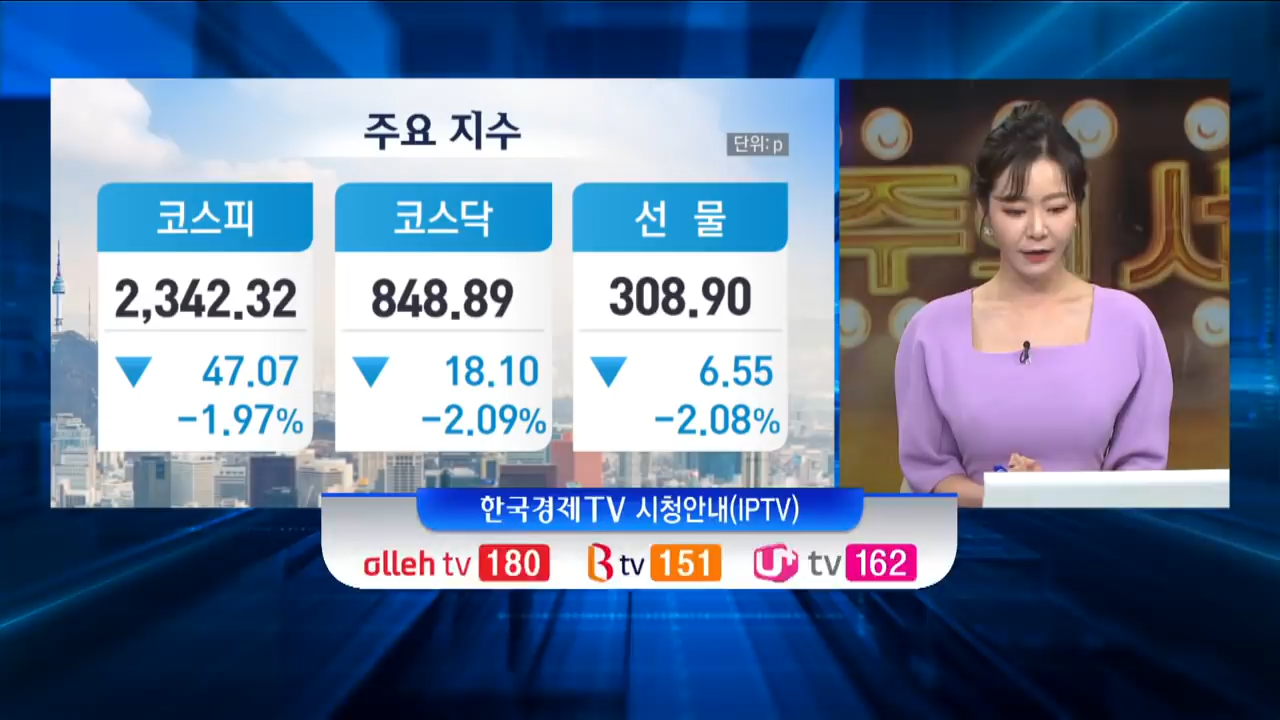 주요 지수
단위:p
코스피
2,342.32
▼ 47.07
-1.97%
코스닥
848.89
▼ 18.10
-2.09%
선 물
308.90
▼ 6.55
-2.08%
한국경제TV 시청안내(IPTV)
olleh tv 180
B tv 151
U+ tv 162